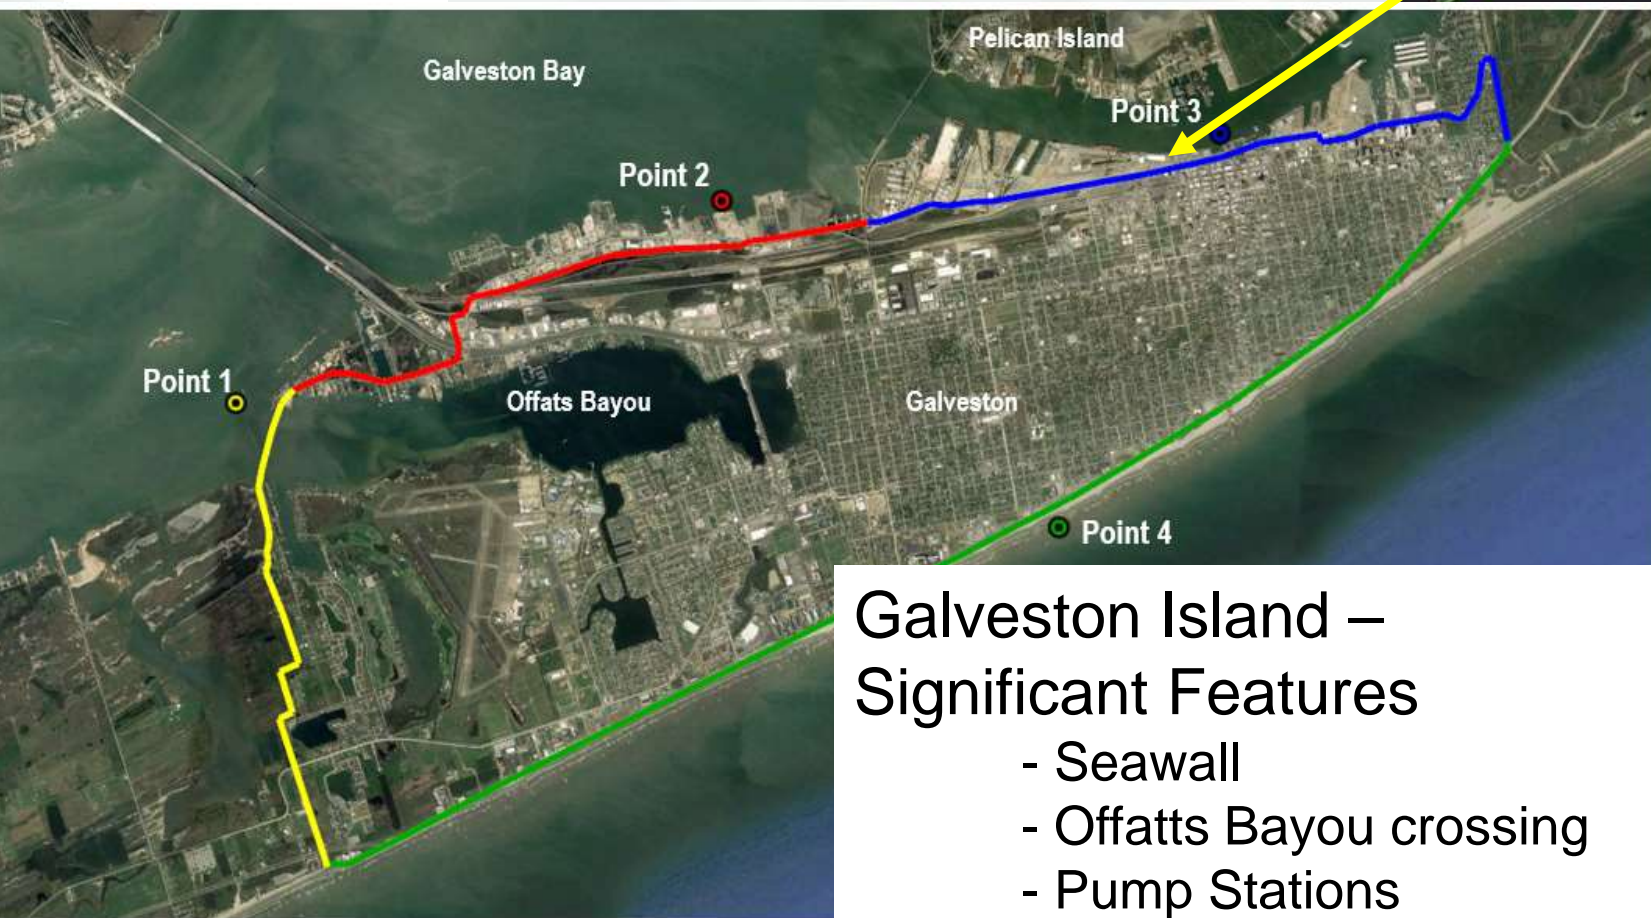 Pelican Island
Galveston Bay
Point 3
Point 2
Point 1
Offats Bayou
Galveston
Point 4
Galveston Island –
Significant Features
- Seawall
- Offatts Bayou crossing
- Pump Stations